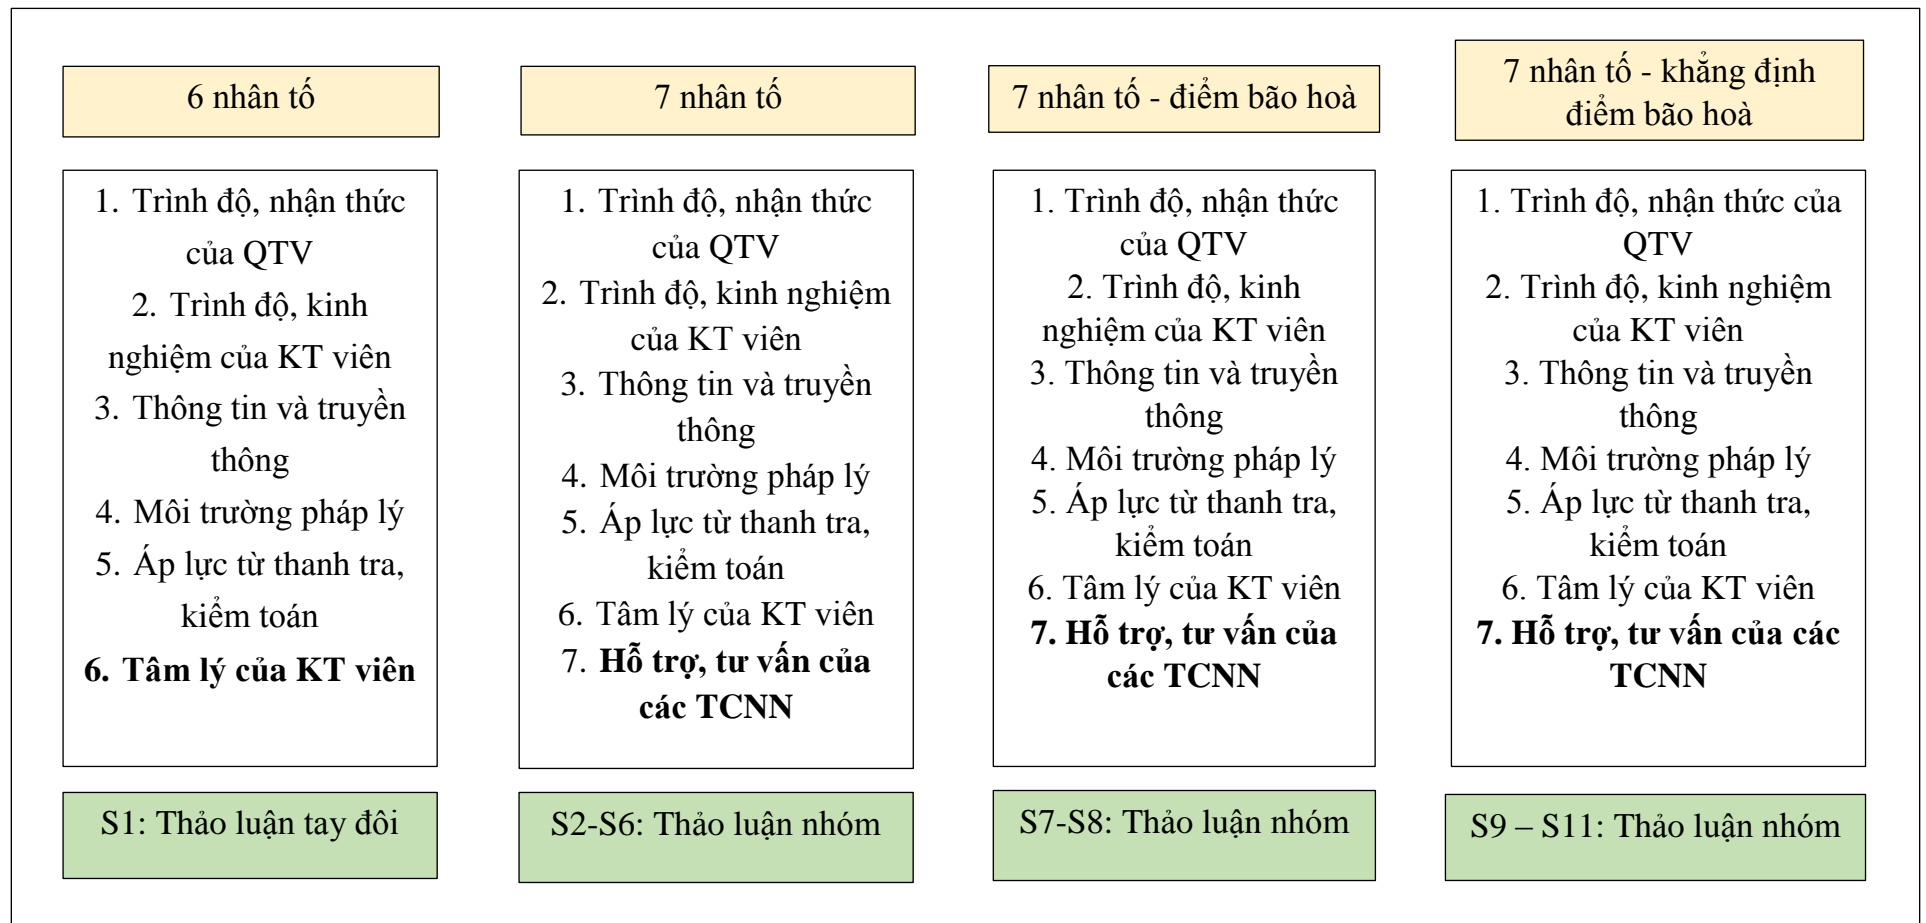 6 nhân tố
1. Trình độ, nhận thức
của QTV
2. Trình độ, kinh
nghiệm của KT viên
3. Thông tin và truyền
thông
4. Môi trường pháp lý
5. Áp lực từ thanh tra,
kiểm toán
6. Tâm lý của KT viên
S1: Thảo luận tay đôi
7 nhân tố
1. Trình độ, nhận thức
của QTV
2. Trình độ, kinh nghiệm
của KT viên
3. Thông tin và truyền
thông
4. Môi trường pháp lý
5. Áp lực từ thanh tra,
kiểm toán
6. Tâm lý của KT viên
7. Hỗ trợ, tư vấn của
các TCNN
S2-S6: Thảo luận nhóm
7 nhân tố - điểm bão hoà
1. Trình độ, nhận thức
của QTV
2. Trình độ, kinh
nghiệm của KT viên
3. Thông tin và truyền
thông
4. Môi trường pháp lý
5. Áp lực từ thanh tra,
kiểm toán
6. Tâm lý của KT viên
7. Hỗ trợ, tư vấn của
các TCNN
S7-S8: Thảo luận nhóm
7 nhân tố - khẳng định
điểm bão hoà
1. Trình độ, nhận thức của
QTV
2. Trình độ, kinh nghiệm
của KT viên
3. Thông tin và truyền
thông
4. Môi trường pháp lý
5. Áp lực từ thanh tra,
kiểm toán
6. Tâm lý của KT viên
7. Hỗ trợ, tư vấn của các
TCNN
S9 – S11: Thảo luận nhóm